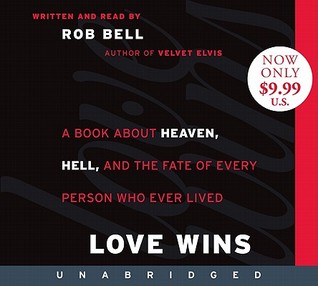 WRITTEN AND READ BY
ROB BELL
AUTHOR OF VELVET ELVIS
NOW
ONLY
$9.99
U.S.
A BOOK ABOUT HEAVEN,
HELL, AND THE FATE OF EVERY
PERSON WHO EVER LIVED
LOVE WINS
UNABRIDGED